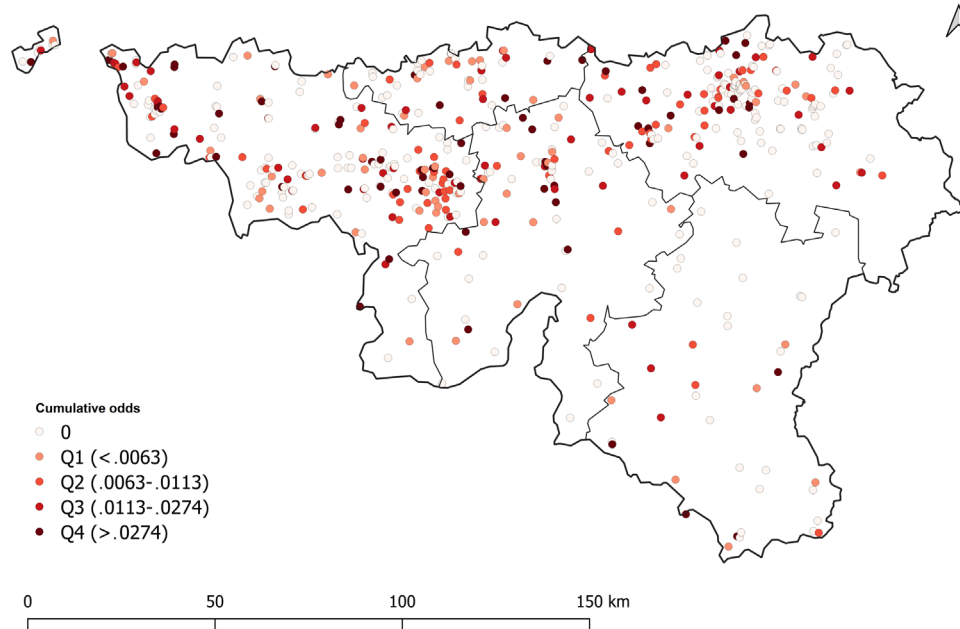 Cumulative odds
0
Q1 (<.0063)
Q2 (.0063-.0113)
Q3 (.0113-.0274)
Q4 (>.0274)
0 50 100 150 km